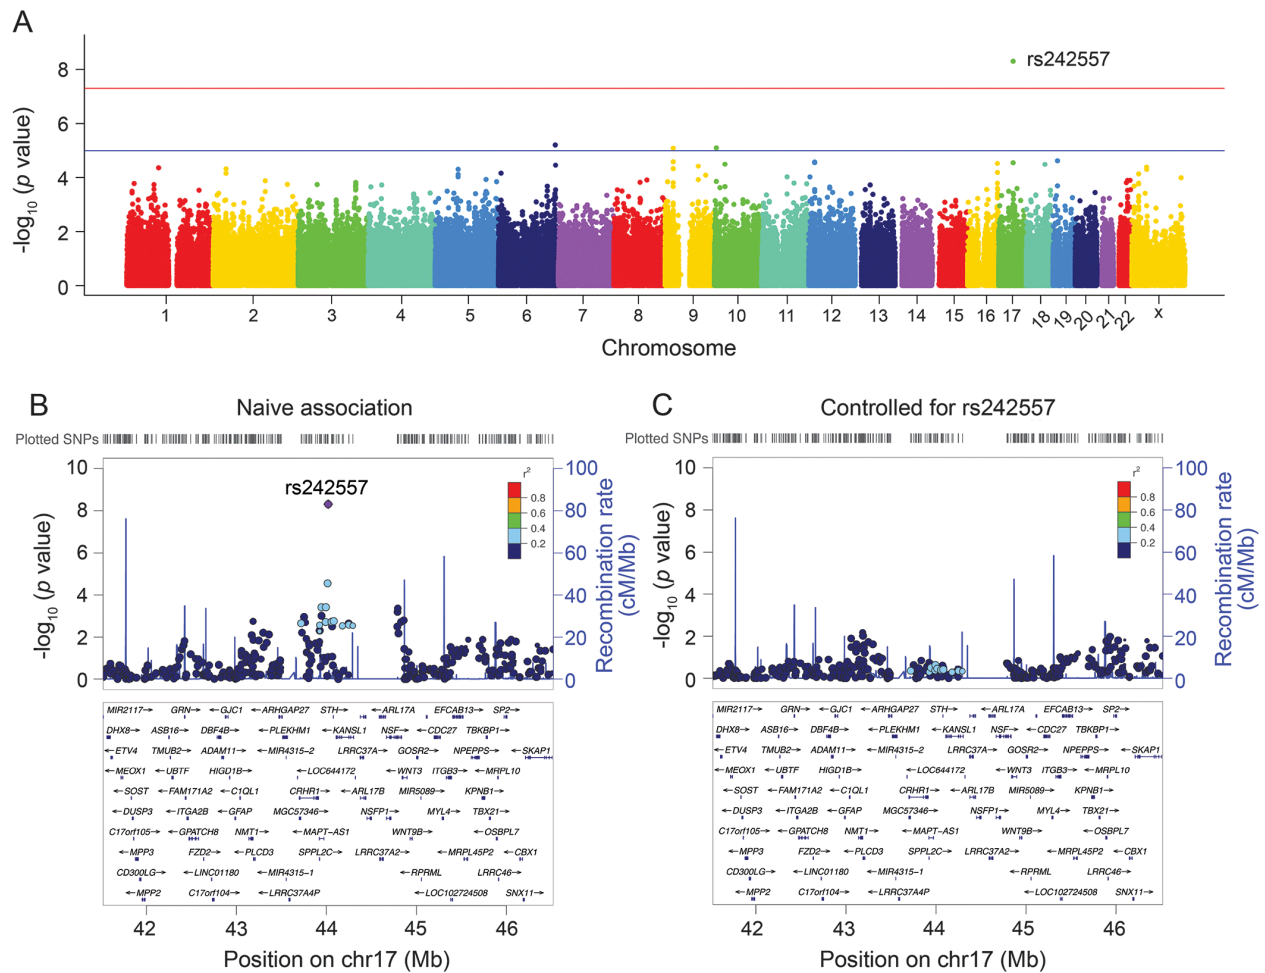 A
-log10 (p value)
8
6
4
2
0
rs242557
1 2 3 4 5 6 7 8 9 10 11 12 13 14 15 16 17 18 19 20 21 22 x
Chromosome
B
Naive association
Plotted SNPs
10
8
6
4
2
0
-log10 (p value)
rs242557
r2
0.8
0.6
0.4
0.2
100
80
60
40
20
0
Recombination rate
(cM/Mb)
MIR2117→ GRN→ ←GJC1 ←ARHGAP27 STH→ ←ARL17A EFCAB13→ SP2→
DHX8→ ASB16→ DBF4B→ ←PLEKHM1 ←KANSL1 NSF→ ←CDC27 TBKBP1→
←ETV4 TMUB2→ ADAM11→ ←MIR4315−2 LRRC37A→ GOSR2→ NPEPPS→ ←SKAP1
←MEOX1 ←UBTF HIGD1B→ ←LOC644172 ←WNT3 ITGB3→ ←MRPL10
←SOST ←FAM171A2 ←C1QL1 CRHR1→ ←ARL17B MIR5089→ KPNB1→
←DUSP3 ←ITGA2B ←GFAP MGC57346→ NSFP1→ MYL4→ TBX21→
C17orf105→ ←GPATCH8 NMT1→ ←MAPT−AS1 WNT9B→ ←OSBPL7
←MPP3 FZD2→ ←PLCD3 SPPL2C→ LRRC37A2→ ←MRPL45P2 ←CBX1
CD300LG→ ←LINC01180 ←MIR4315−1 ←RPRML LRRC46→
←MPP2 C17orf104→ ←LRRC37A4P ←LOC102724508 SNX11→
42 43 44 45 46
Position on chr17 (Mb)
C
Controlled for rs242557
Plotted SNPs
10
8
6
4
2
0
-log10 (p value)
r2
0.8
0.6
0.4
0.2
100
80
60
40
20
0
Recombination rate
(cM/Mb)
MIR2117→ GRN→ ←GJC1 ←ARHGAP27 STH→ ←ARL17A EFCAB13→ SP2→
DHX8→ ASB16→ DBF4B→ ←PLEKHM1 ←KANSL1 NSF→ ←CDC27 TBKBP1→
←ETV4 TMUB2→ ADAM11→ ←MIR4315−2 LRRC37A→ GOSR2→ NPEPPS→ ←SKAP1
←MEOX1 ←UBTF HIGD1B→ ←LOC644172 ←WNT3 ITGB3→ ←MRPL10
←SOST ←FAM171A2 ←C1QL1 CRHR1→ ←ARL17B MIR5089→ KPNB1→
←DUSP3 ←ITGA2B ←GFAP MGC57346→ NSFP1→ MYL4→ TBX21→
C17orf105→ ←GPATCH8 NMT1→ ←MAPT−AS1 WNT9B→ ←OSBPL7
←MPP3 FZD2→ ←PLCD3 SPPL2C→ LRRC37A2→ ←MRPL45P2 ←CBX1
CD300LG→ ←LINC01180 ←MIR4315−1 ←RPRML LRRC46→
←MPP2 C17orf104→ ←LRRC37A4P ←LOC102724508 SNX11→
42 43 44 45 46
Position on chr17 (Mb)